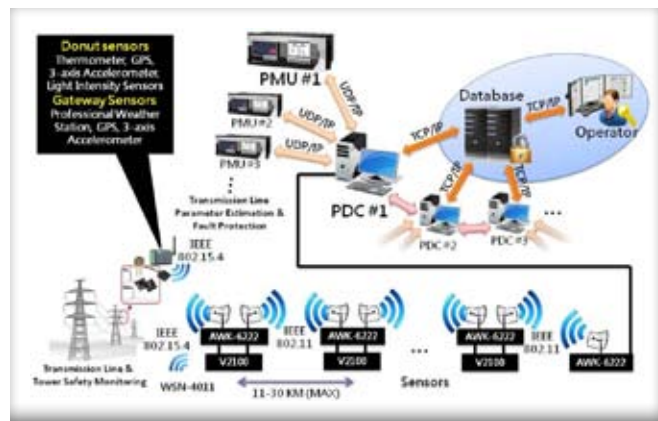 Donut sensors
Thermometer, GPS,
3-axis Accelerometer,
Light Intensity Sensors
Gateway Sensors
Professional Weather
Station, GPS, 3-axis
Accelerometer
PMU #1
PMU #2
PMU #3
UDP/IP
UDP/IP
UDP/IP
Transmission Line
Parameter Estimation &
Fault Protection
PDC #1
TCP/IP
Database
TCP/IP
Operator
TCP/IP
TCP/IP
PDC #2
PDC #3
...
IEEE
802.15.4
IEEE
802.15.4
WSN-4011
Transmission Line &
Tower Safety Monitoring
AWK-6222
V2100
IEEE
802.11
AWK-6222
V2100
...
AWK-6222
V2100
IEEE
802.11
AWK-6222
11-30 KM (MAX)
Sensors